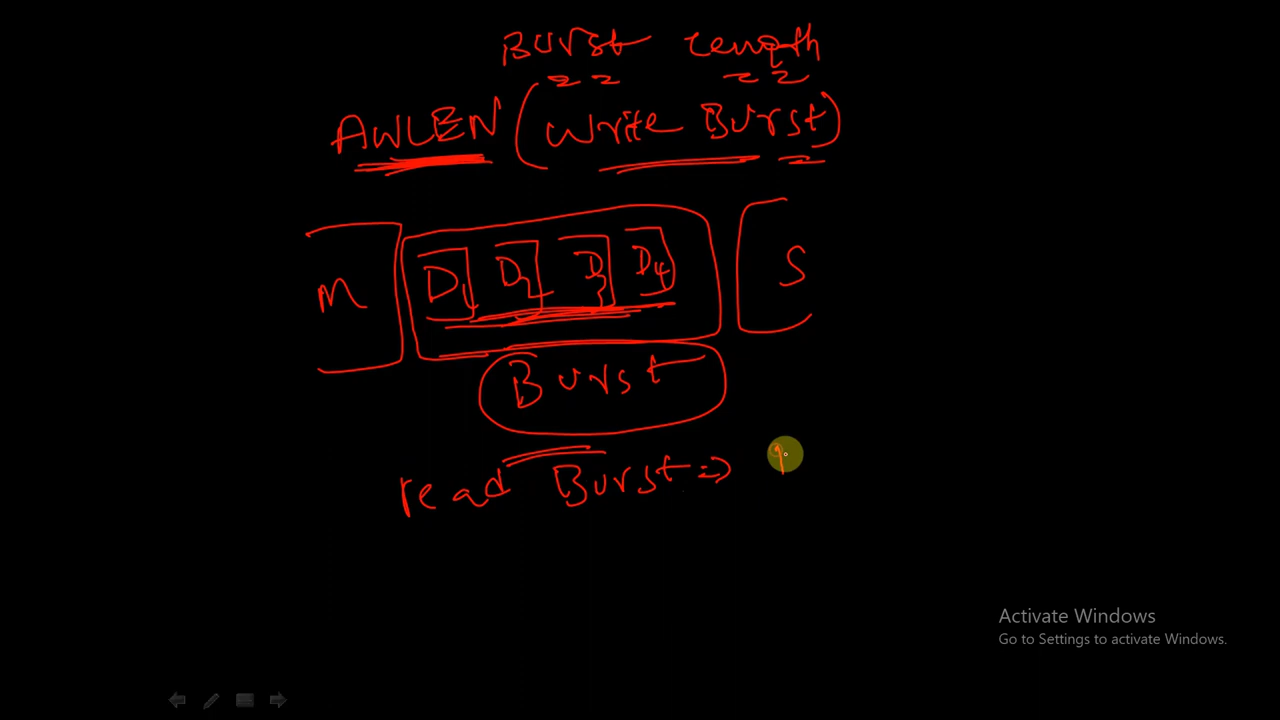 Burst Length
AWLEN (Write Burst)
M D1 D2 D3 D4 S
Burst
read Burst ⇒
Activate Windows
Go to Settings to activate Windows.